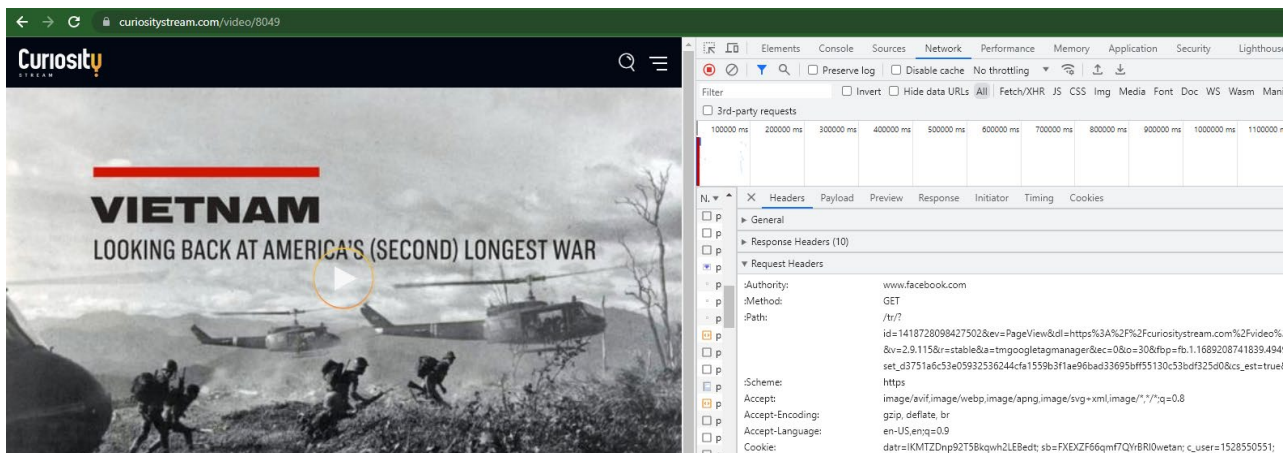 curiositystream.com/video/8049
Curiosity
STREAM
VIETNAM
LOOKING BACK AT AMERICA'S (SECOND) LONGEST WAR
Elements Console Sources Network Performance Memory Application Security Lighthouse
Preserve log Disable cache No throttling
Filter Invert Hide data URLs All Fetch/XHR JS CSS Img Media Font Doc WS Wasm Mani
3rd-party requests
100000 ms 200000 ms 300000 ms 400000 ms 500000 ms 600000 ms 700000 ms 800000 ms 900000 ms 1000000 ms 1100000 m
N. Headers Payload Preview Response Initiator Timing Cookies
p General
p
p Response Headers (10)
p Request Headers
p :Authority: www.facebook.com
p :Method: GET
p :Path: /tr/?
p id=1418728098427502&ev=PageView&dl=https%3A%2F%2Fcuriositystream.com%2Fvideo%
p &v=2.9.115&r=stable&a=tmgoogletagmanager&ec=0&o=30&fbp=fb.1.1689208741839.494
p set_d3751a6c53e05932536244cfa1559b3f1ae96bad33695bff55130c53bdf325d0&cs_est=true&
p :Scheme: https
p Accept: image/avif,image/webp,image/apng,image/svg+xml,image/*,*/*;q=0.8
p Accept-Encoding: gzip, deflate, br
p Accept-Language: en-US,en;q=0.9
Cookie: datr=IKMTZDnp92T5Bkqwh2LEBedt; sb=FXEXZF66qmf7QYrBRI0wetan; c_user=1528550551;